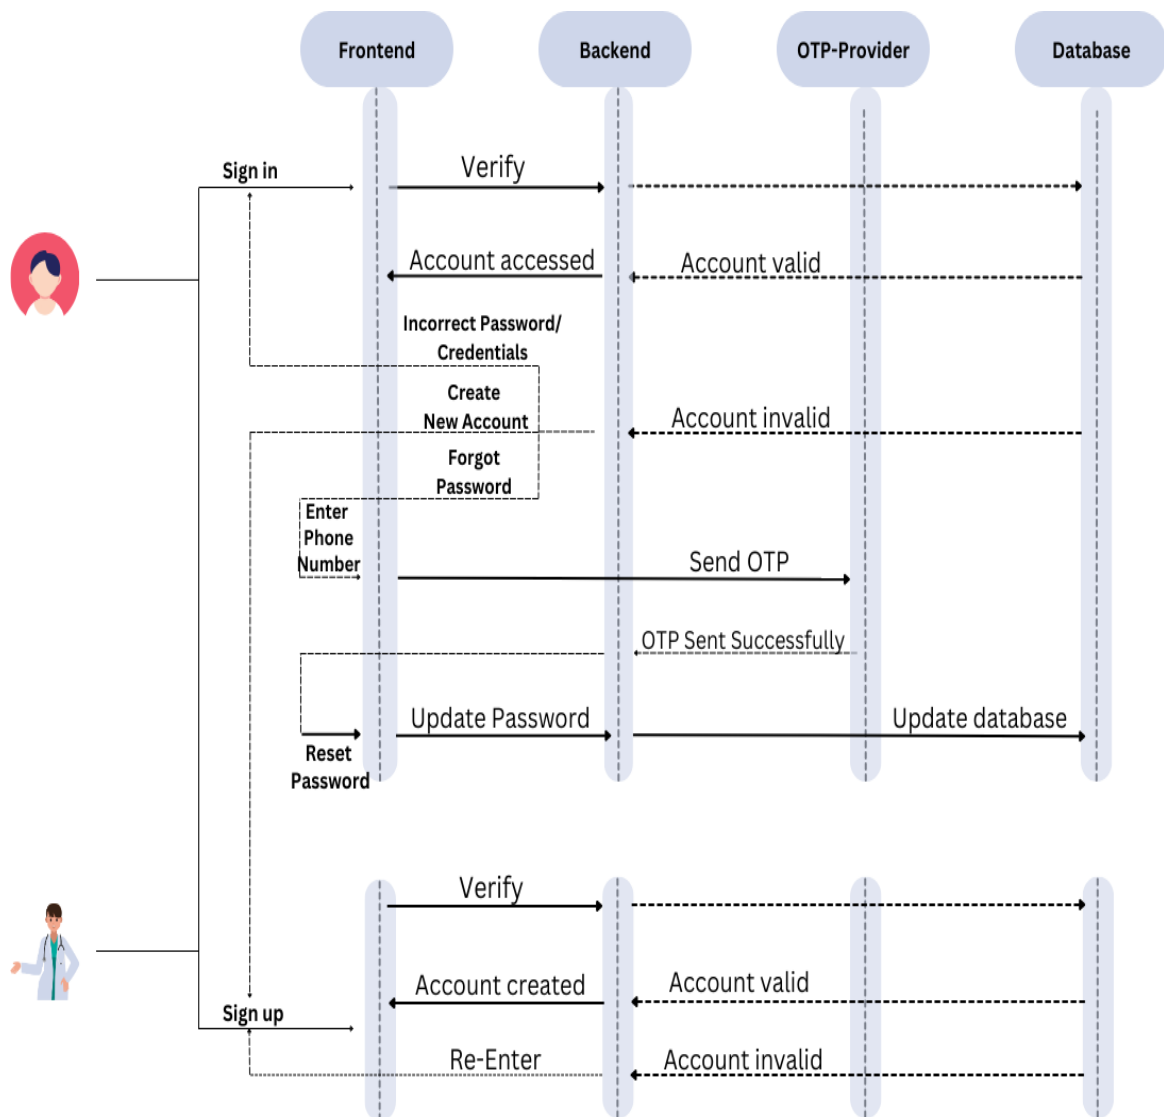 Frontend
Backend
OTP-Provider
Database
Sign in
Verify
Account accessed
Account valid
Incorrect Password/
Credentials
Create
New Account
Account invalid
Forgot
Password
Enter
Phone
Number
Send OTP
OTP Sent Successfully
Update Password
Update database
Reset
Password
Verify
Account created
Account valid
Sign up
Re-Enter
Account invalid